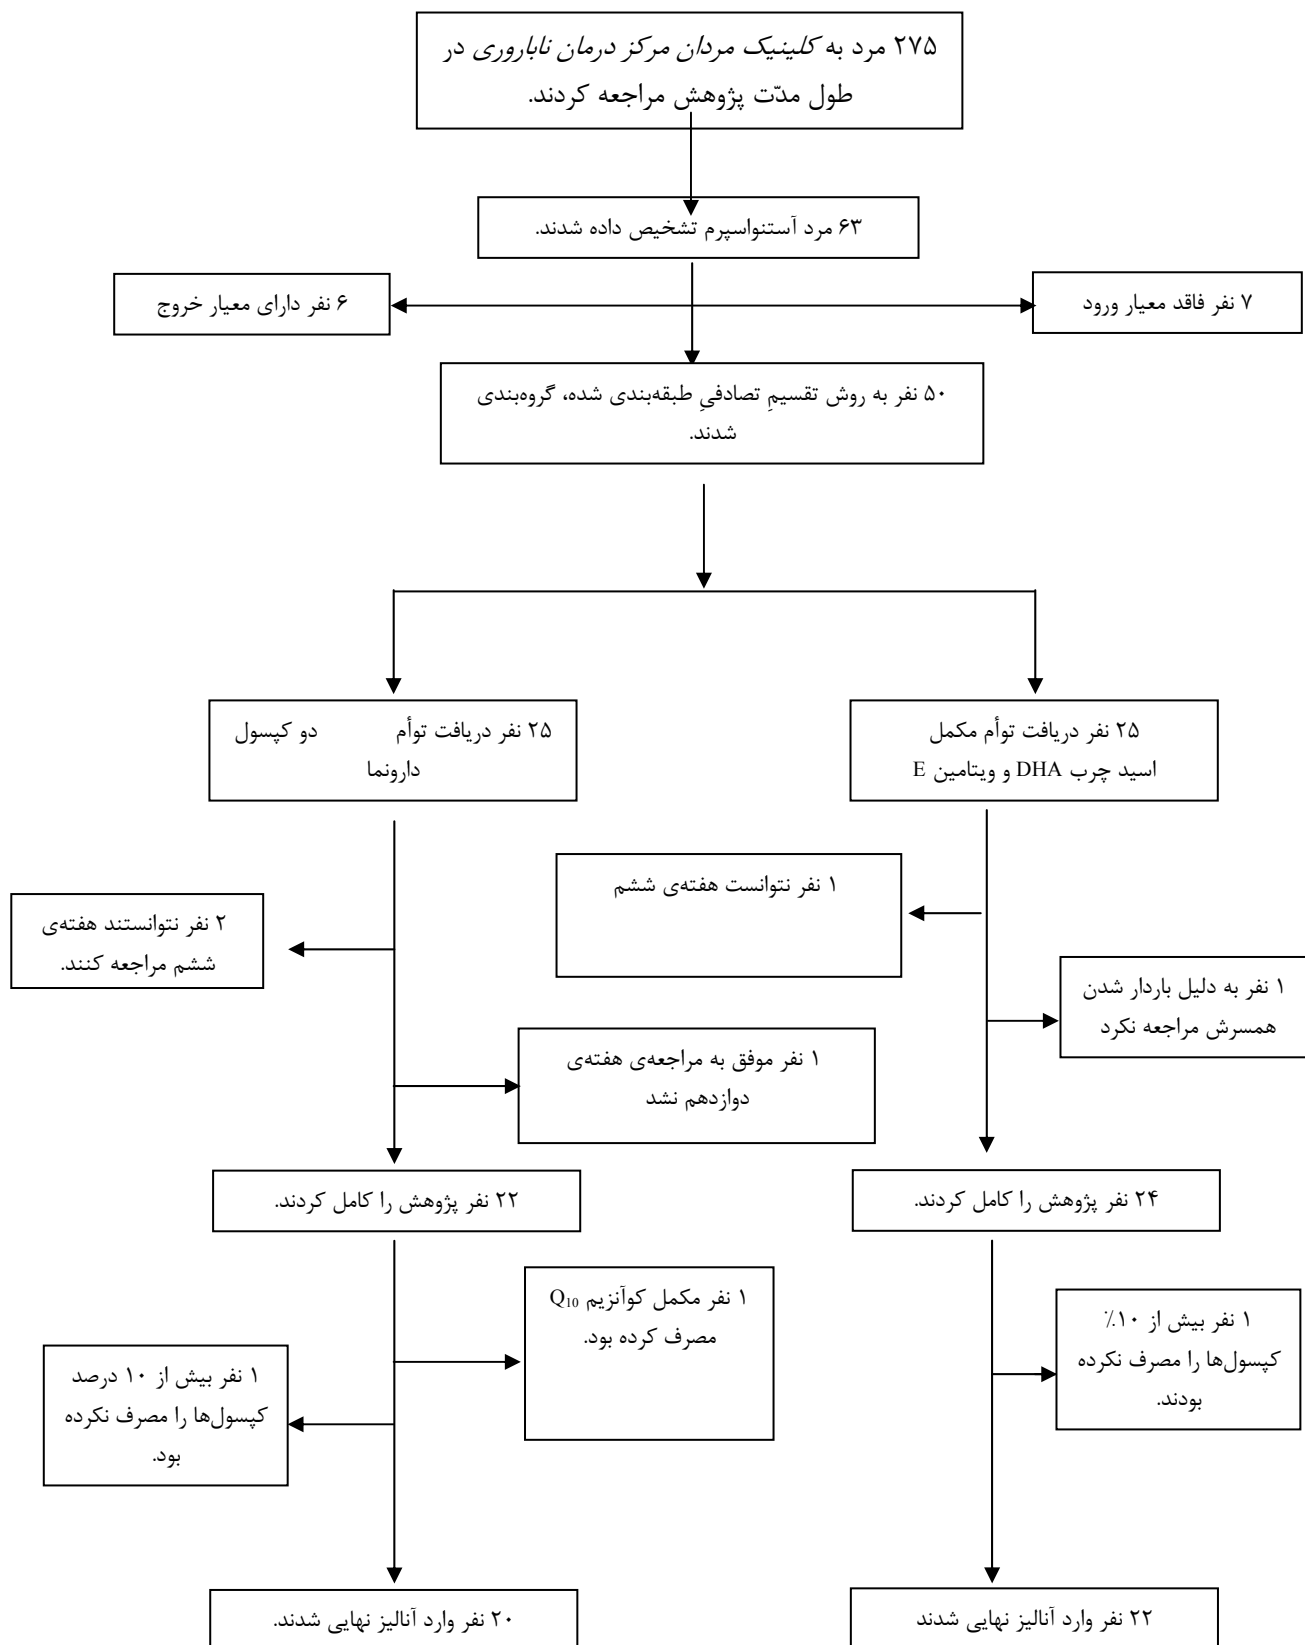 ۲۷۵ مرد به کلینیک مردان مرکز درمان ناباروری در
طول مدّت پژوهش مراجعه کردند.
۶۳ مرد آستنواسپرم تشخیص داده شدند.
۷ نفر فاقد معیار ورود
۶ نفر دارای معیار خروج
۵۰ نفر به روش تقسیمِ تصادفیِ طبقه‌بندی شده، گروه‌بندی
شدند.
۲۵ نفر دریافت توأم مکمل
اسید چرب DHA و ویتامین E
۲۵ نفر دریافت توأم دو کپسول
دارونما
۱ نفر نتوانست هفته‌ی ششم
۲ نفر نتوانستند هفته‌ی
ششم مراجعه کنند.
۱ نفر به دلیل باردار شدن
همسرش مراجعه نکرد
۱ نفر موفق به مراجعه‌ی هفته‌ی
دوازدهم نشد
۲۴ نفر پژوهش را کامل کردند.
۲۲ نفر پژوهش را کامل کردند.
۱ نفر بیش از ۱۰٪
کپسول‌ها را مصرف نکرده
بودند.
۱ نفر مکمل کوآنزیم Q₁₀
مصرف کرده بود.
۱ نفر بیش از ۱۰ درصد
کپسول‌ها را مصرف نکرده
بود.
۲۲ نفر وارد آنالیز نهایی شدند
۲۰ نفر وارد آنالیز نهایی شدند.